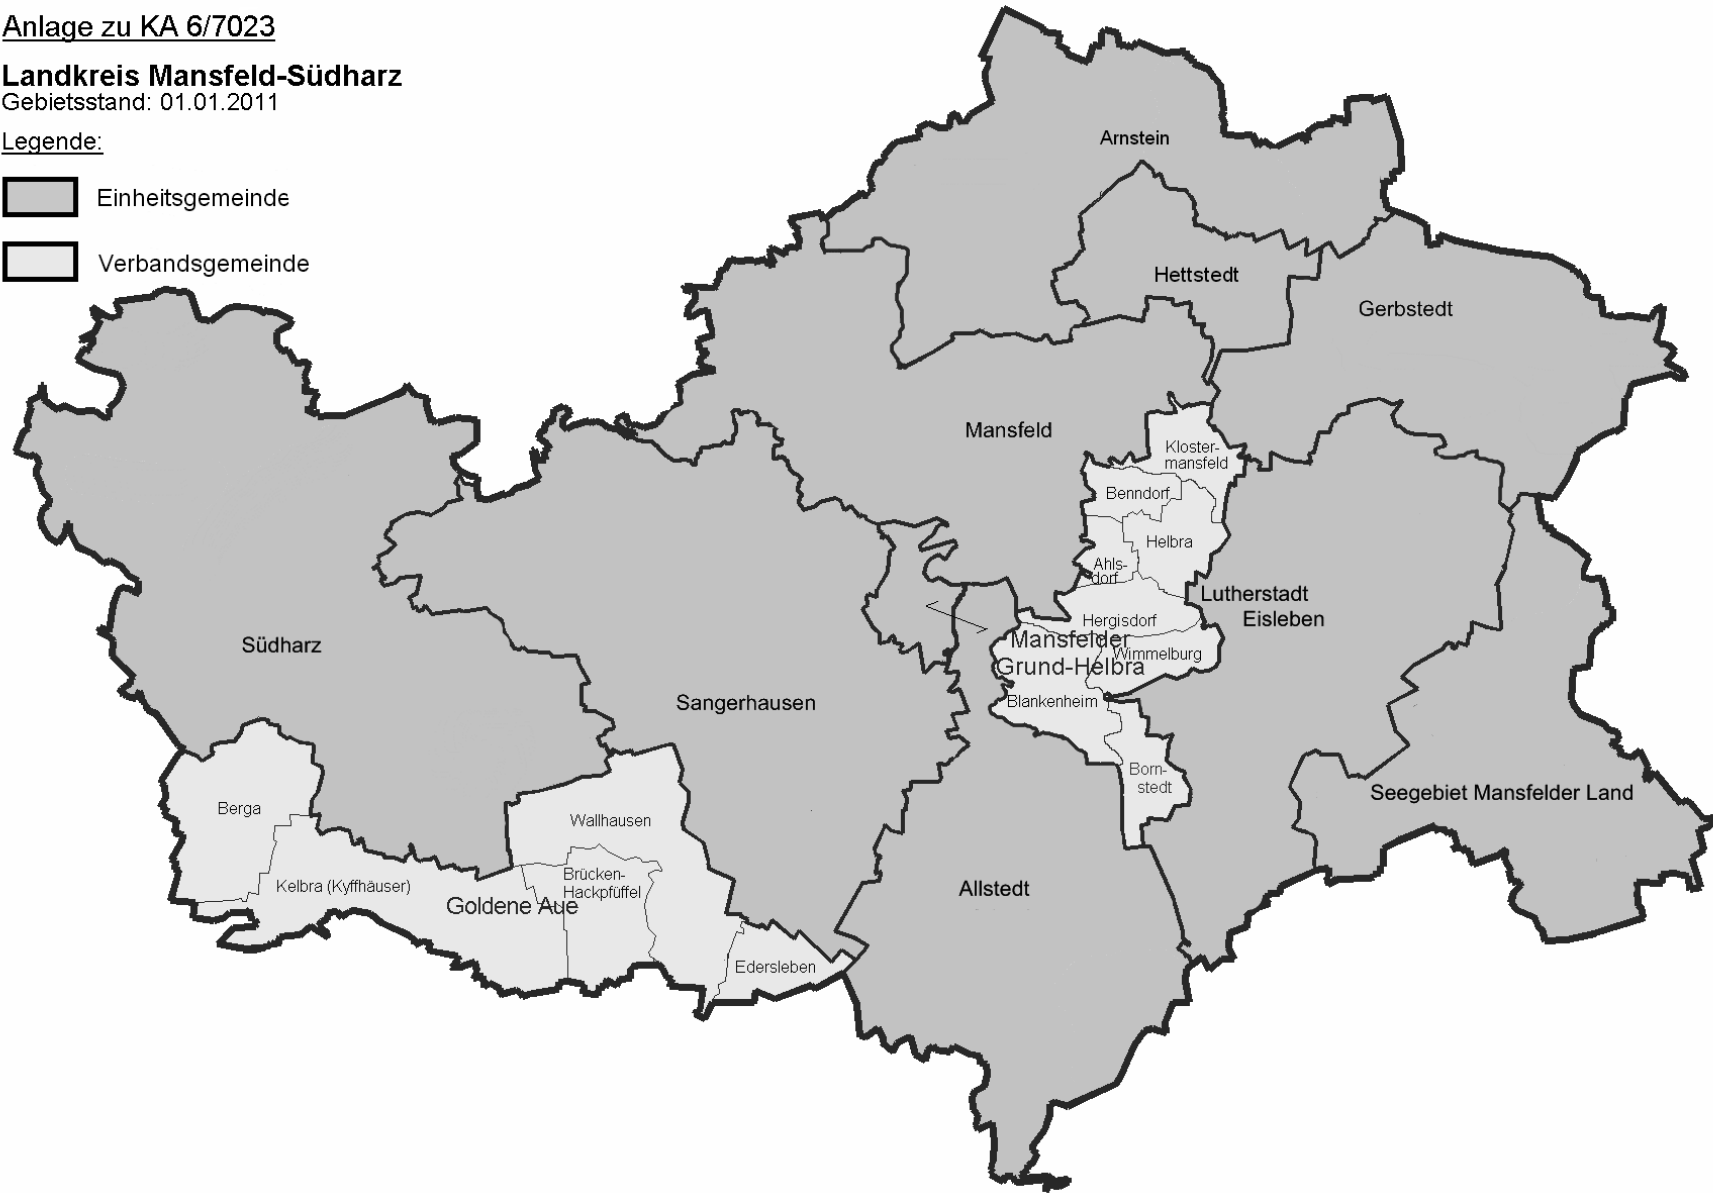 Anlage zu KA 6/7023
Landkreis Mansfeld-Südharz
Gebietsstand: 01.01.2011
Legende:
Einheitsgemeinde
Verbandsgemeinde
Arnstein
Hettstedt
Gerbstedt
Mansfeld
Kloster-
mansfeld
Benndorf
Helbra
Ahls-
dorf
Lutherstadt
Eisleben
Hergisdorf
Mansfelder
Grund-Helbra
Wimmelburg
Blankenheim
Born-
stedt
Südharz
Sangerhausen
Seegebiet Mansfelder Land
Berga
Wallhausen
Kelbra (Kyffhäuser)
Brücken-
Hackpfüffel
Goldene Aue
Allstedt
Edersleben